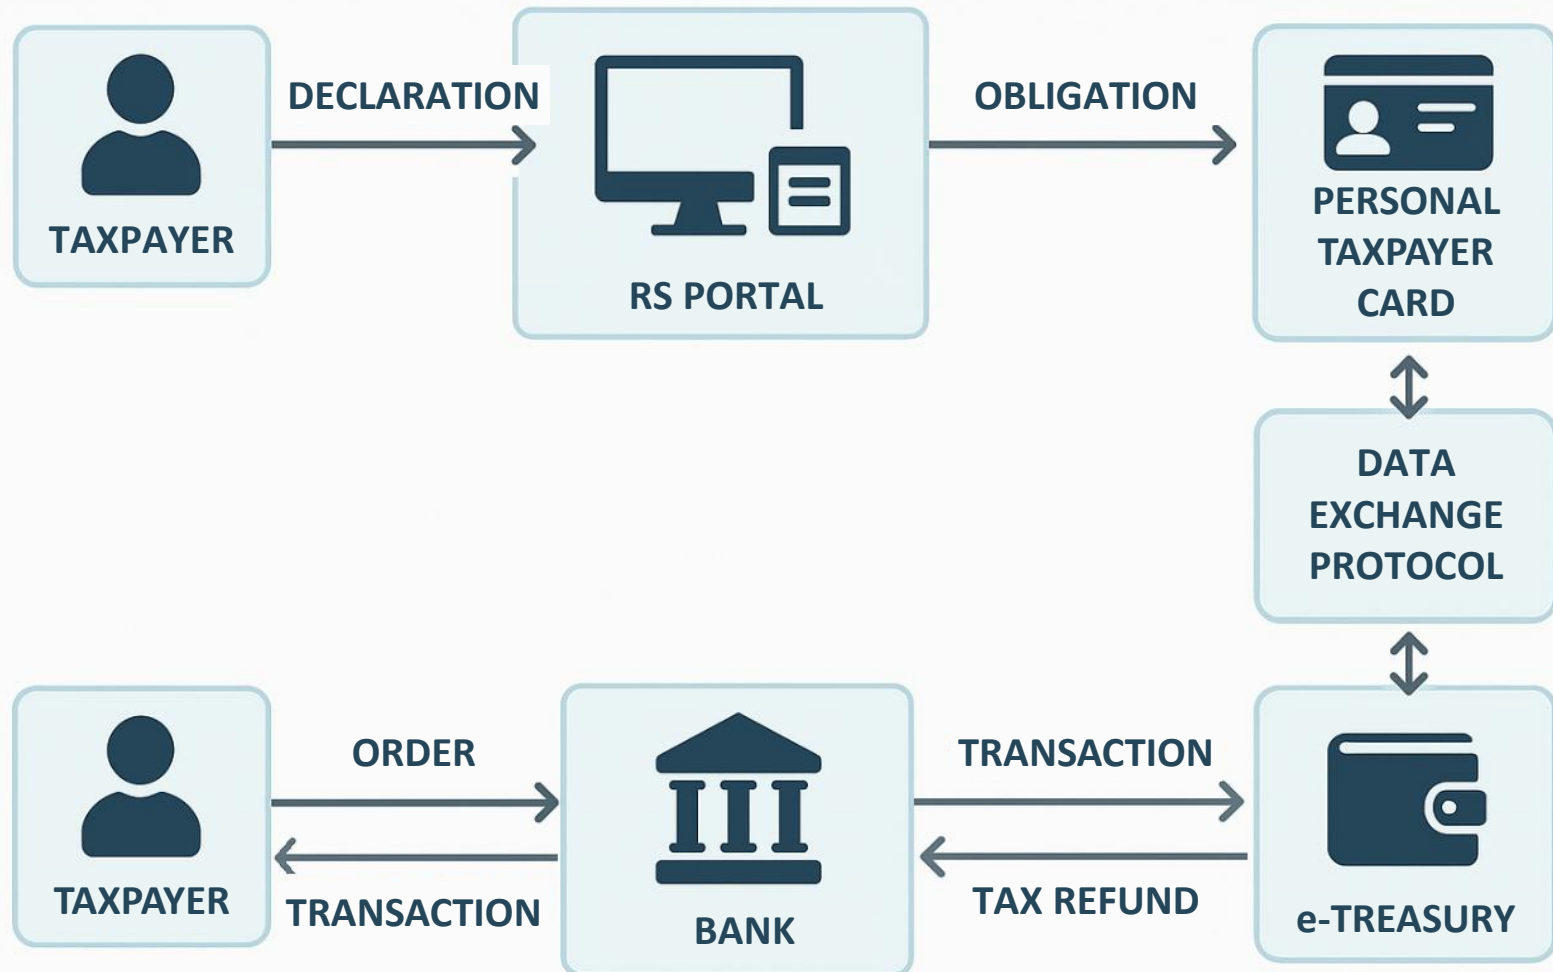 DECLARATION
OBLIGATION
TAXPAYER
RS PORTAL
PERSONAL
TAXPAYER
CARD
DATA
EXCHANGE
PROTOCOL
ORDER
TRANSACTION
TAXPAYER
TRANSACTION
BANK
TAX REFUND
e-TREASURY